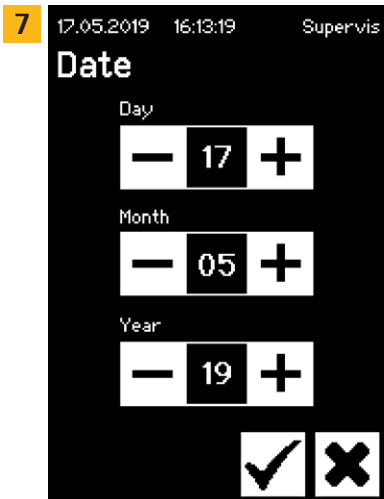 7
17.05.2019 16:13:19 Supervis
Date
Day
− 17 +
Month
− 05 +
Year
− 19 +